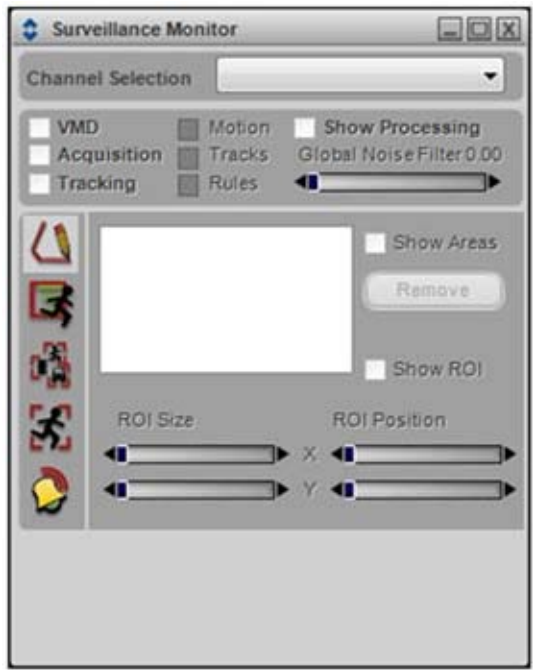 Surveillance Monitor
Channel Selection
VMD Motion Show Processing
Acquisition Tracks Global Noise Filter 0.00
Tracking Rules
Show Areas
Remove
Show ROI
ROI Size ROI Position
X
Y